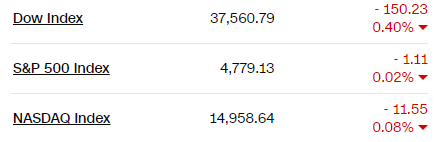 Dow Index 37,560.79 - 150.23
0.40% ▼
S&P 500 Index 4,779.13 - 1.11
0.02% ▼
NASDAQ Index 14,958.64 - 11.55
0.08% ▼